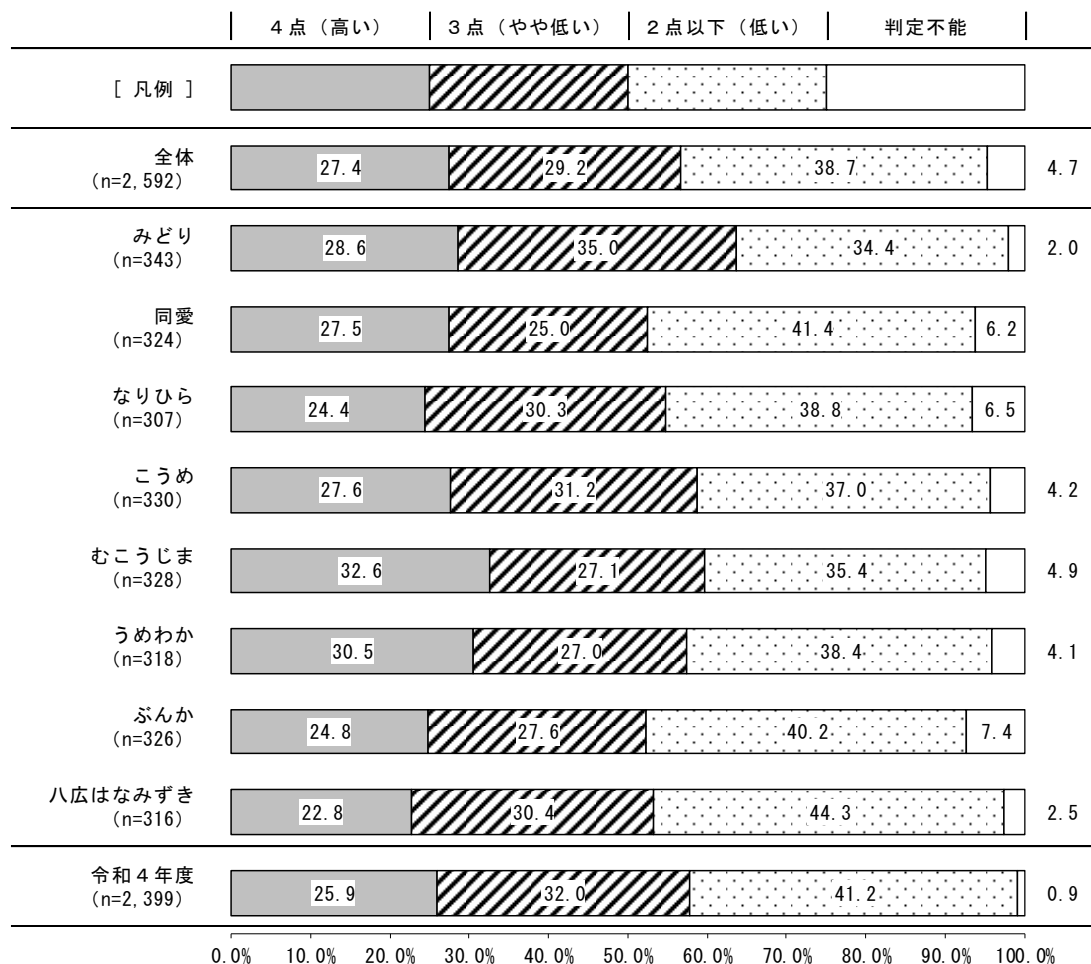 ４点（高い） ３点（やや低い） ２点以下（低い） 判定不能
[ 凡例 ]
全体
(n=2,592)
27.4 29.2 38.7 4.7
みどり
(n=343)
28.6 35.0 34.4 2.0
同愛
(n=324)
27.5 25.0 41.4 6.2
なりひら
(n=307)
24.4 30.3 38.8 6.5
こうめ
(n=330)
27.6 31.2 37.0 4.2
むこうじま
(n=328)
32.6 27.1 35.4 4.9
うめわか
(n=318)
30.5 27.0 38.4 4.1
ぶんか
(n=326)
24.8 27.6 40.2 7.4
八広はなみずき
(n=316)
22.8 30.4 44.3 2.5
令和４年度
(n=2,399)
25.9 32.0 41.2 0.9
0.0% 10.0% 20.0% 30.0% 40.0% 50.0% 60.0% 70.0% 80.0% 90.0% 100.0%